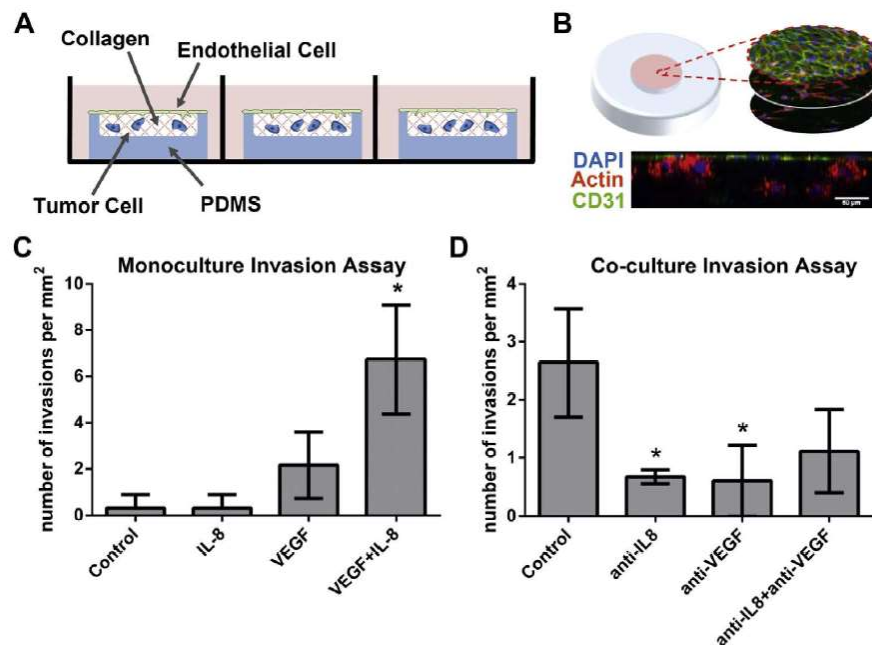 A
Collagen
Endothelial Cell
Tumor Cell
PDMS
B
DAPI
Actin
CD31
50 µm
C
Monoculture Invasion Assay
number of invasions per mm²
10
8
6
4
2
0
*
Control
IL-8
VEGF
VEGF+IL-8
D
Co-culture Invasion Assay
number of invasions per mm²
4
3
2
1
0
*
*
Control
anti-IL8
anti-VEGF
anti-IL8+anti-VEGF